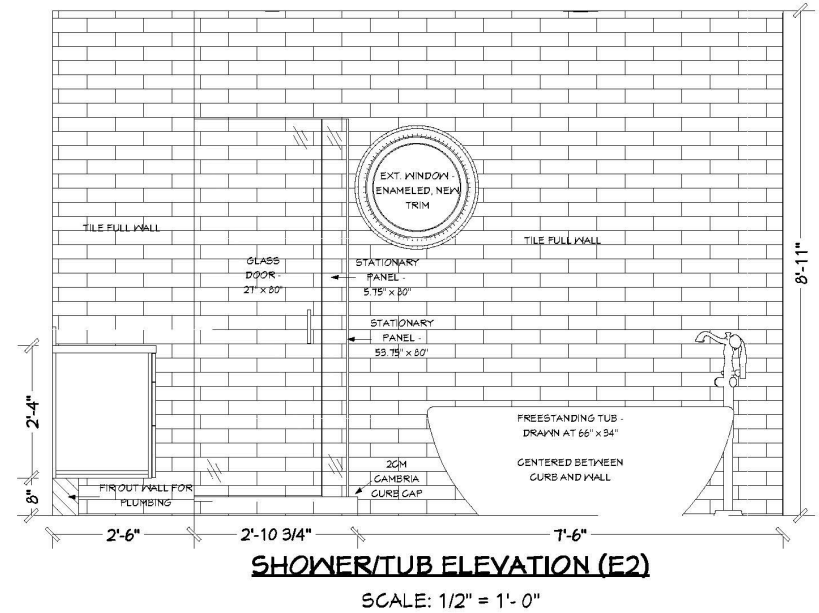 EXT. WINDOW -
ENAMELED, NEW
TRIM
TILE FULL WALL
TILE FULL WALL
GLASS
DOOR -
27" x 80"
STATIONARY
PANEL -
5.75" x 80"
STATIONARY
PANEL -
53.75" x 80"
8'-11"
2'-4"
8"
FIR OUT WALL FOR
PLUMBING
2CM
CAMBRIA
CURB CAP
FREESTANDING TUB -
DRAWN AT 66" x 34"
CENTERED BETWEEN
CURB AND WALL
2'-6"
2'-10 3/4"
7'-6"
SHOWER/TUB ELEVATION (E2)
SCALE: 1/2" = 1'- 0"